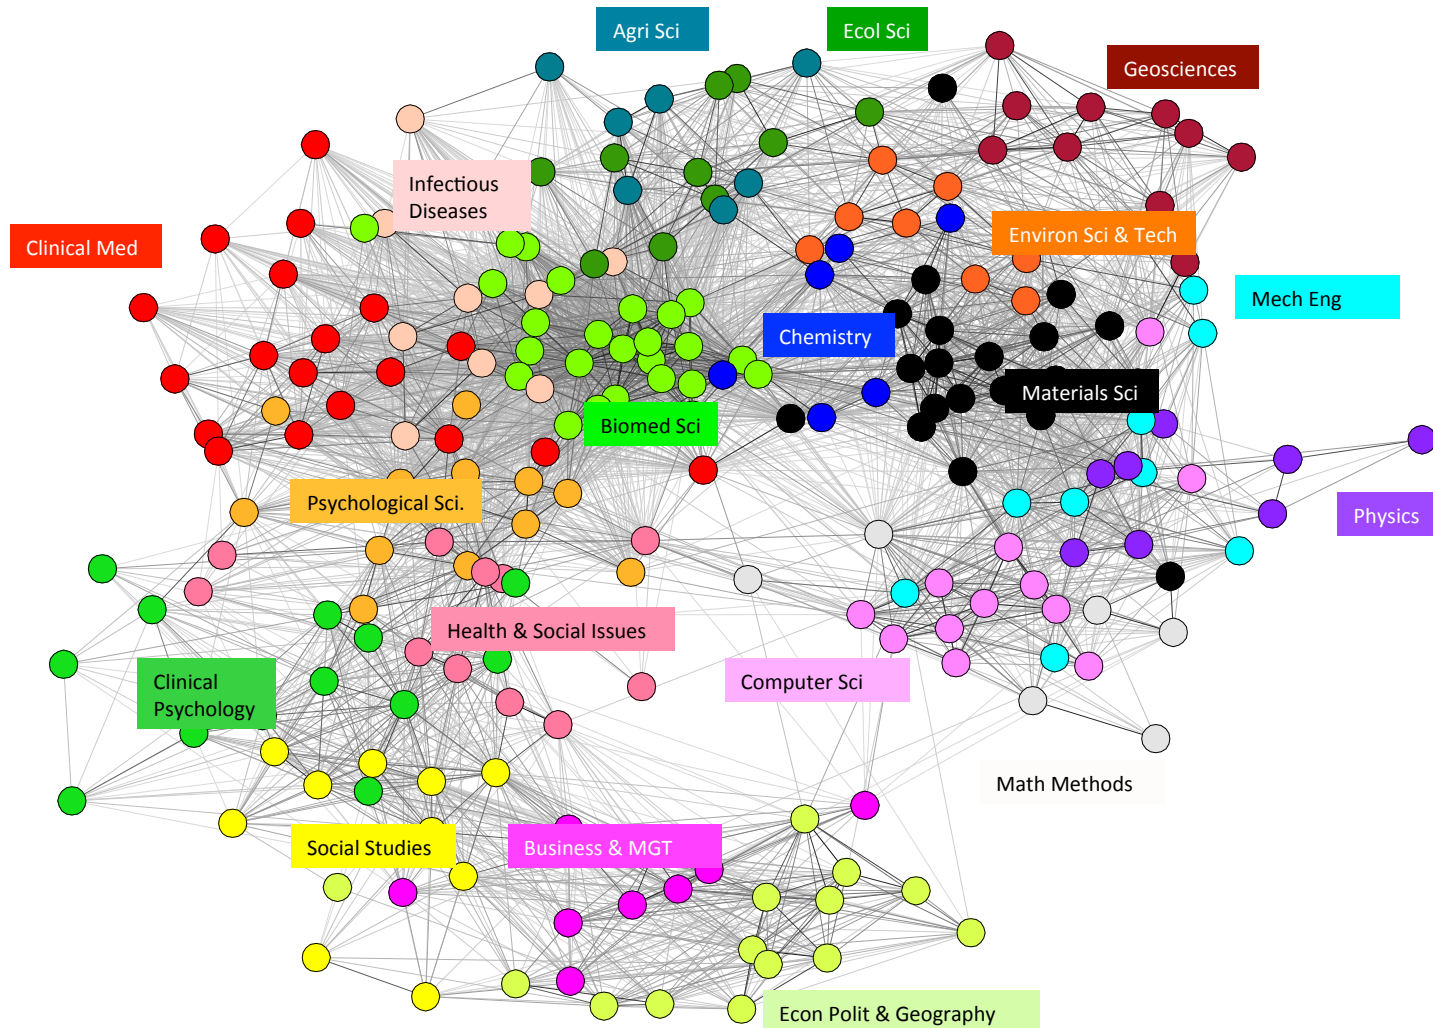 Agri Sci
Ecol Sci
Geosciences
Infectious
Diseases
Clinical Med
Environ Sci & Tech
Mech Eng
Chemistry
Materials Sci
Biomed Sci
Psychological Sci.
Physics
Health & Social Issues
Clinical
Psychology
Computer Sci
Math Methods
Social Studies
Business & MGT
Econ Polit & Geography